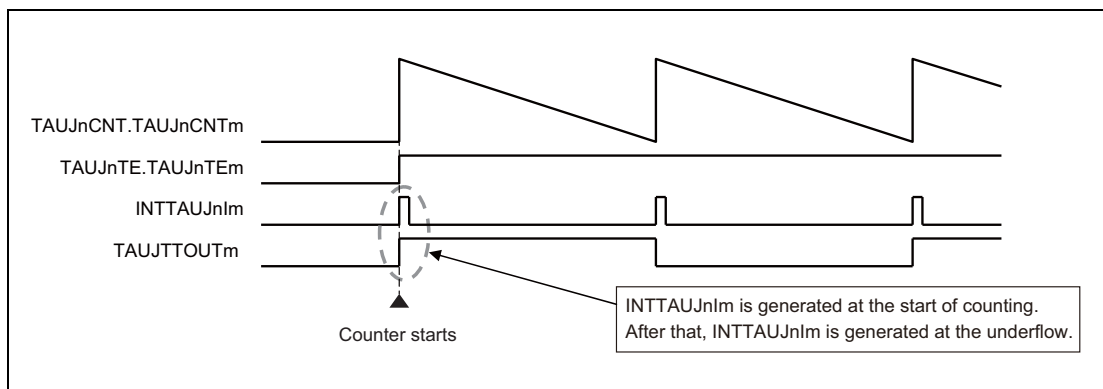 TAUJnCNT.TAUJnCNTm
TAUJnTE.TAUJnTEm
INTTAUJnIm
TAUJTTOUTm
Counter starts
INTTAUJnIm is generated at the start of counting.
After that, INTTAUJnIm is generated at the underflow.